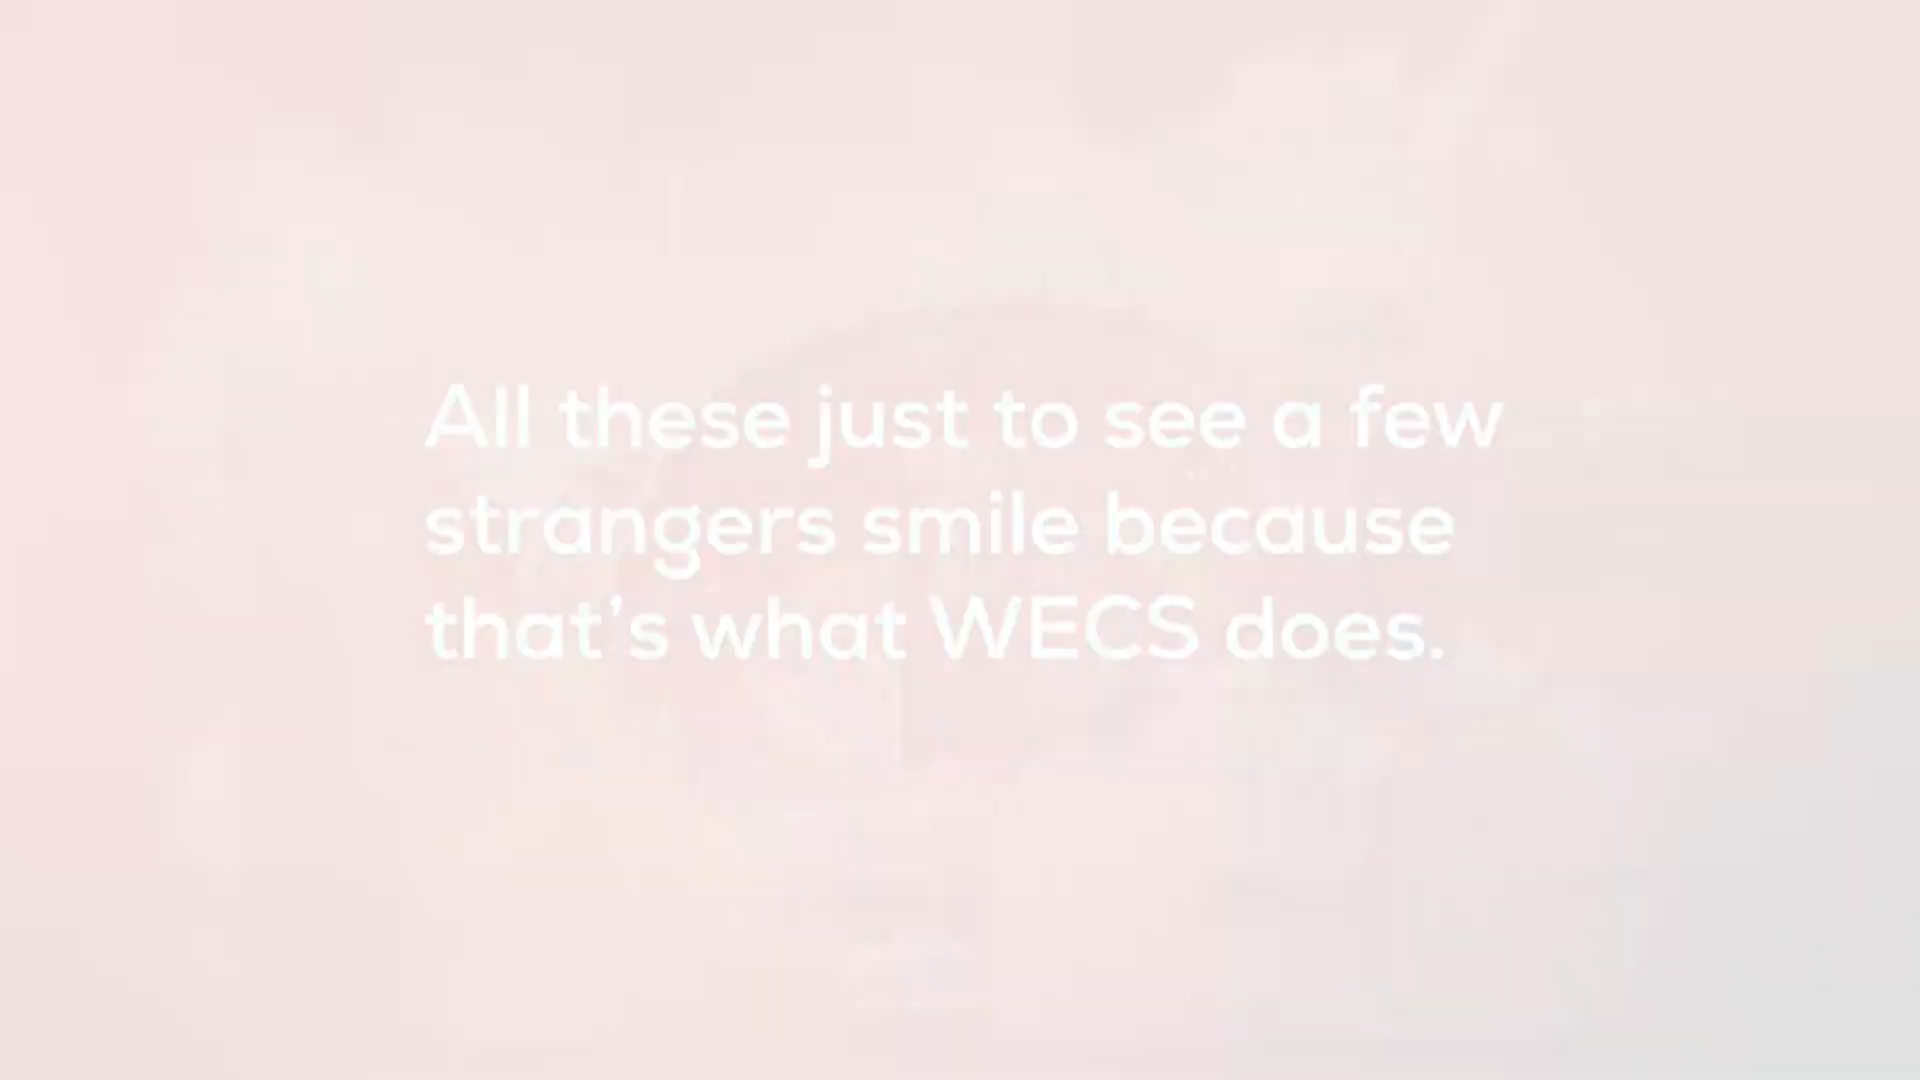 All these just to see a few
strangers smile because
that's what WECS does.